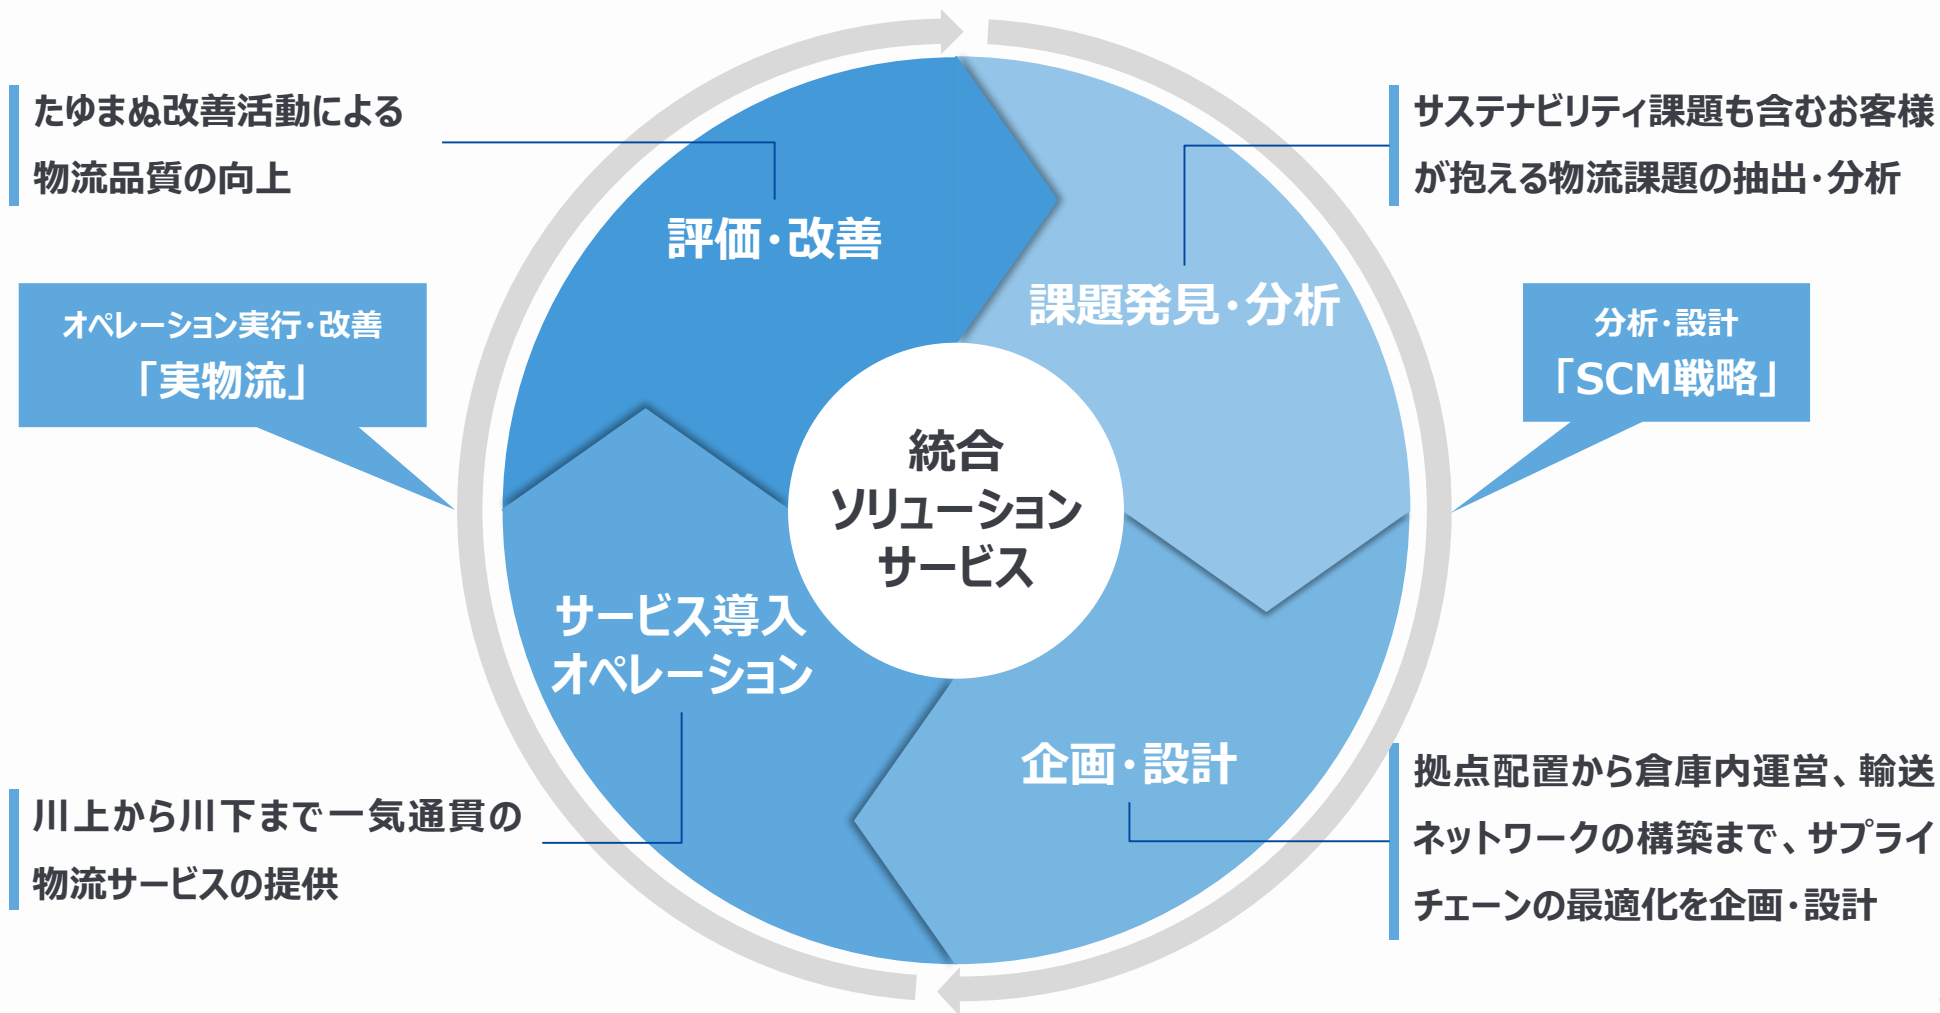 たゆまぬ改善活動による
物流品質の向上
サステナビリティ課題も含むお客様
が抱える物流課題の抽出・分析
評価・改善
課題発見・分析
オペレーション実行・改善
「実物流」
分析・設計
「SCM戦略」
統合
ソリューション
サービス
サービス導入
オペレーション
企画・設計
川上から川下まで一気通貫の
物流サービスの提供
拠点配置から倉庫内運営、輸送
ネットワークの構築まで、サプライ
チェーンの最適化を企画・設計